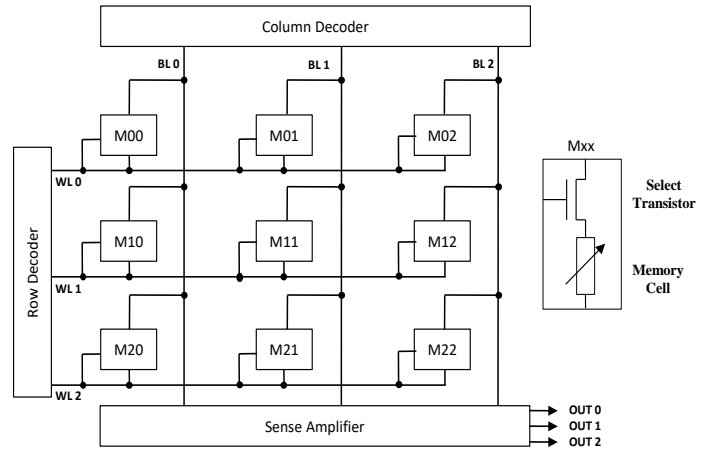 Column Decoder
BL 0
BL 1
BL 2
M00
M01
M02
WL 0
M10
M11
M12
WL 1
M20
M21
M22
WL 2
Row Decoder
Sense Amplifier
OUT 0
OUT 1
OUT 2
Mxx
Select
Transistor
Memory
Cell